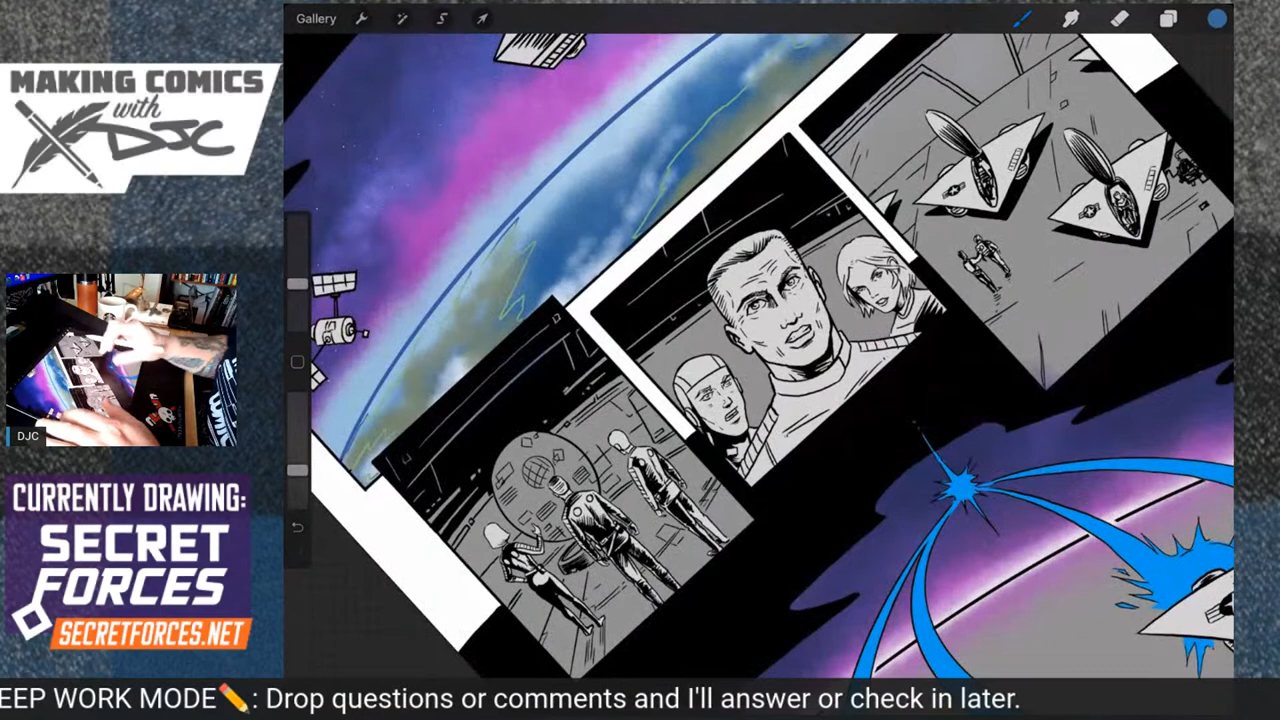 Gallery
MAKING COMICS
with
DJC
DJC
CURRENTLY DRAWING:
SECRET
FORCES
SECRETFORCES.NET
EEP WORK MODE✏️: Drop questions or comments and I'll answer or check in later.